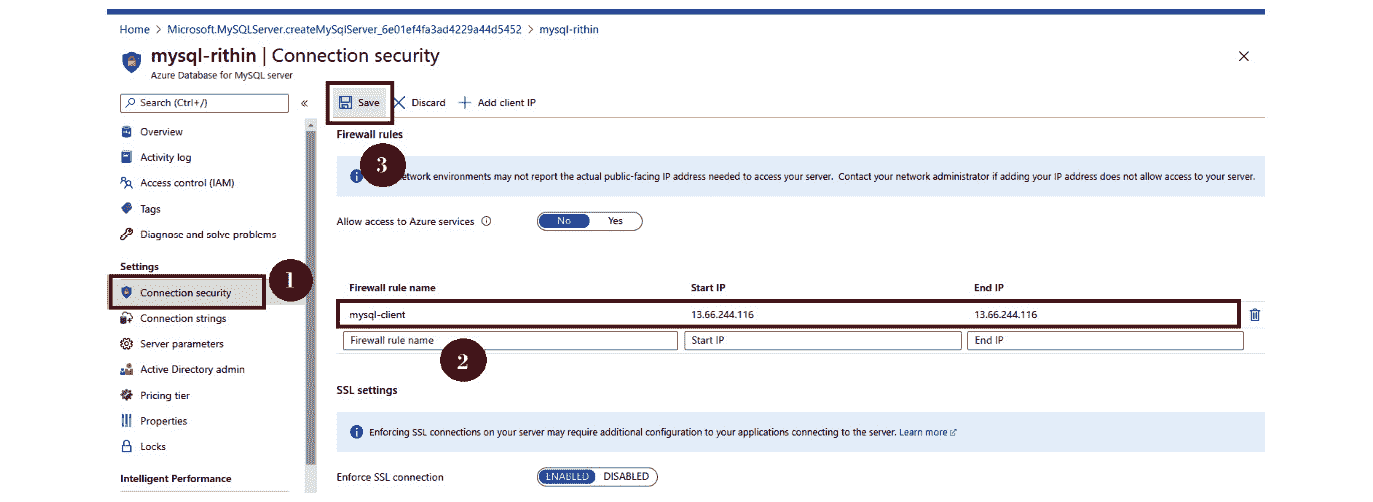 Home > Microsoft.MySQLServer.createMySqlServer_6e01ef4fa3ad4229a44d5452 > mysql-rithin
mysql-rithin | Connection security
Azure Database for MySQL server
Search (Ctrl+/)
«
Save
Discard
Add client IP
Overview
Activity log
Access control (IAM)
Tags
Diagnose and solve problems
Settings
Connection security
1
Connection strings
Server parameters
Active Directory admin
Pricing tier
Properties
Locks
Intelligent Performance
Firewall rules
3
network environments may not report the actual public-facing IP address needed to access your server. Contact your network administrator if adding your IP address does not allow access to your server.
Allow access to Azure services No Yes
Firewall rule name Start IP End IP
mysql-client 13.66.244.116 13.66.244.116
Firewall rule name Start IP End IP
2
SSL settings
Enforcing SSL connections on your server may require additional configuration to your applications connecting to the server. Learn more
Enforce SSL connection ENABLED DISABLED